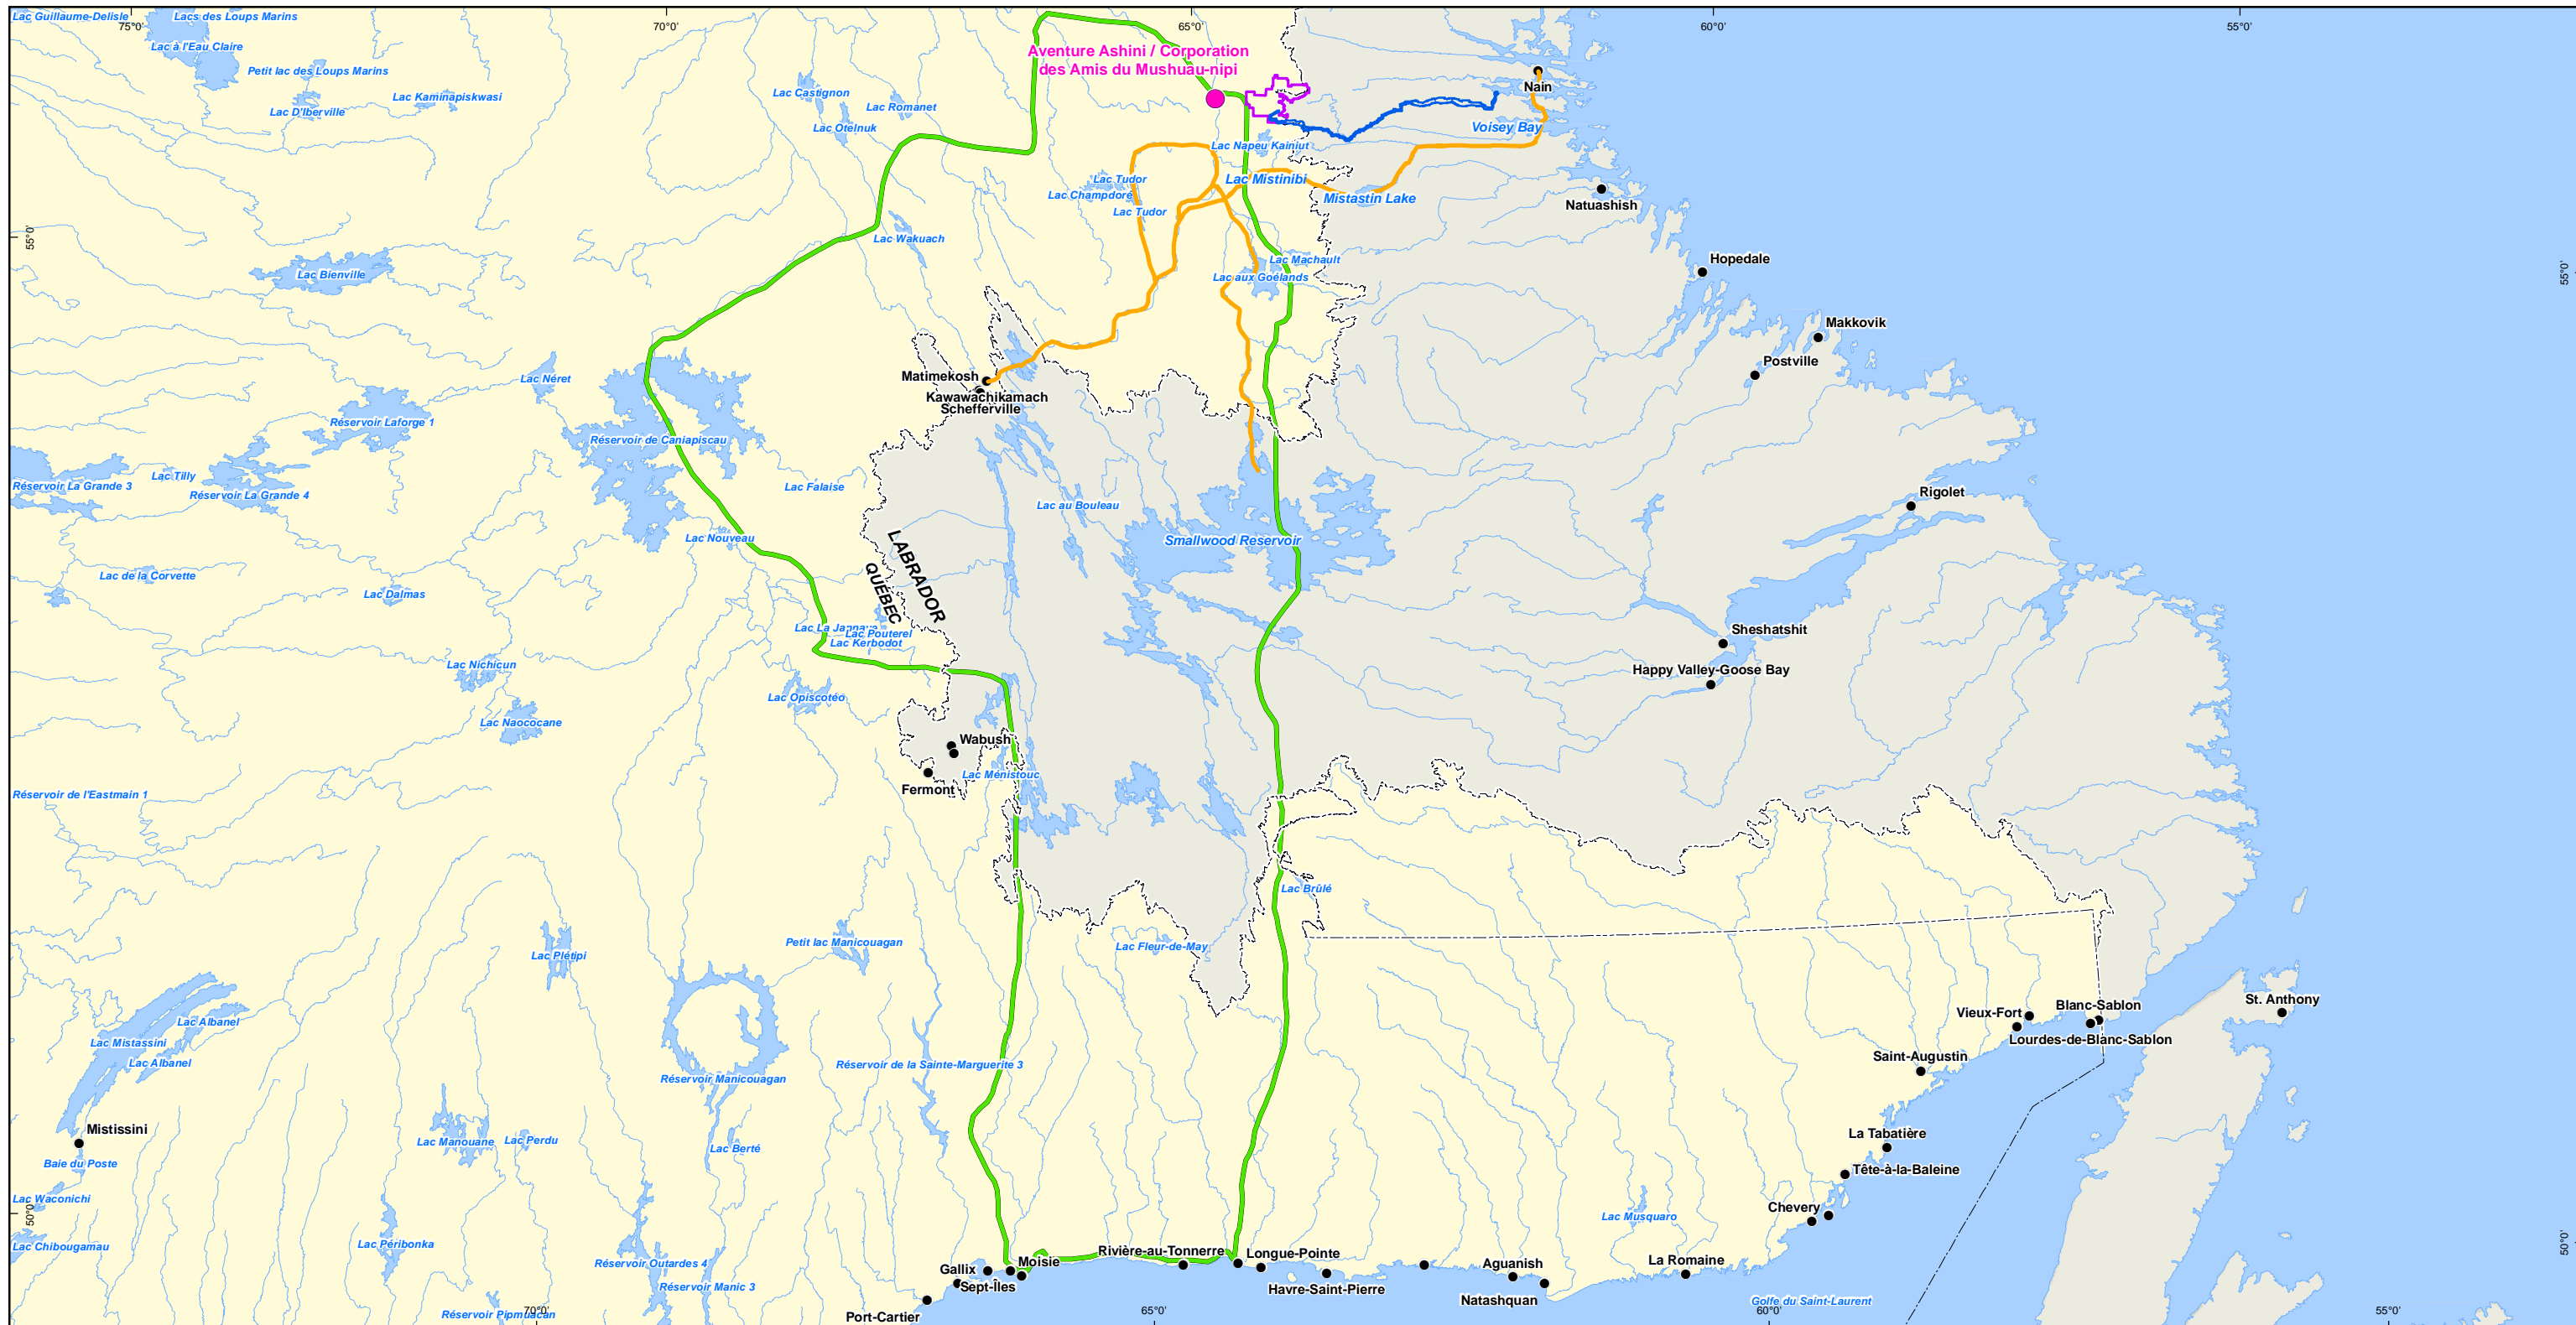 Lac Guillaume-Delisle
75°0'
Lacs des Loups Marins
70°0'
65°0'
60°0'
55°0'
Lac à l'Eau Claire
Aventure Ashini / Corporation
des Amis du Mushuau-nipi
Petit lac des Loups Marins
Lac D'Iberville
Lac Kaminapiskwasi
Lac Castignon
Lac Romanet
Lac Otelnuk
Nain
Voisey Bay
Lac Napeu Kainiut
Lac Tudor
Lac Champdoré
Lac Tudor
Lac Mistinibi
Mistastin Lake
Natuashish
55°0'
Lac Wakuach
Lac Bienville
Lac Machault
Lac aux Goélands
Hopedale
55°0'
Makkovik
Postville
Lac Néret
Matimekosh
Kawawachikamach
Schefferville
Réservoir Laforge 1
Réservoir de Caniapiscau
Réservoir La Grande 3
Lac Tilly
Réservoir La Grande 4
Lac Falaise
Lac au Bouleau
Rigolet
Lac Nouveau
Smallwood Reservoir
LABRADOR
QUÉBEC
Lac de la Corvette
Lac Dalmas
Lac Pouterel
Lac Kerbodot
Sheshatshit
Happy Valley-Goose Bay
Lac Nichicun
Lac Opiscotéo
Lac Naococane
Wabush
Lac Ménistouc
Fermont
Réservoir de l'Eastmain 1
Lac Brûlé
Petit lac Manicouagan
Lac Fleur-de-May
Lac Plétipi
Lac Albanel
Lac Mistassini
Lac Albanel
Réservoir de la Sainte-Marguerite 3
Réservoir Manicouagan
Vieux-Fort
Blanc-Sablon
Lourdes-de-Blanc-Sablon
St. Anthony
Saint-Augustin
Mistissini
Baie du Poste
Lac Manouane
Lac Perdu
Lac Berté
La Tabatière
Tête-à-la-Baleine
Lac Waconichi
50°0'
Lac Chibougamau
Lac Péribonka
Lac Musquaro
Chevery
50°0'
Réservoir Outardes 4
Réservoir Manic 3
Réservoir Pipmuacan
Gallix
Sept-Îles
Moisie
Port-Cartier
Rivière-au-Tonnerre
Longue-Pointe
Havre-Saint-Pierre
Aguanish
Natashquan
La Romaine
Golfe du Saint-Laurent
70°0'
65°0'
60°0'
55°0'